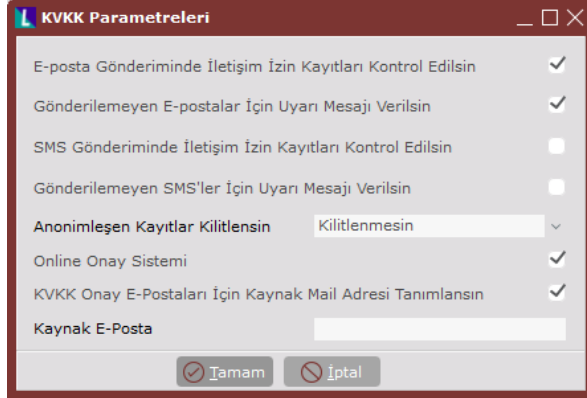 KVKK Parametreleri
E-posta Gönderiminde İletişim İzin Kayıtları Kontrol Edilsin
Gönderilemeyen E-postalar İçin Uyarı Mesajı Verilsin
SMS Gönderiminde İletişim İzin Kayıtları Kontrol Edilsin
Gönderilemeyen SMS'ler İçin Uyarı Mesajı Verilsin
Anonimleşen Kayıtlar Kilitlensin Kilitlenmesin
Online Onay Sistemi
KVKK Onay E-Postaları İçin Kaynak Mail Adresi Tanımlansın
Kaynak E-Posta
Tamam İptal